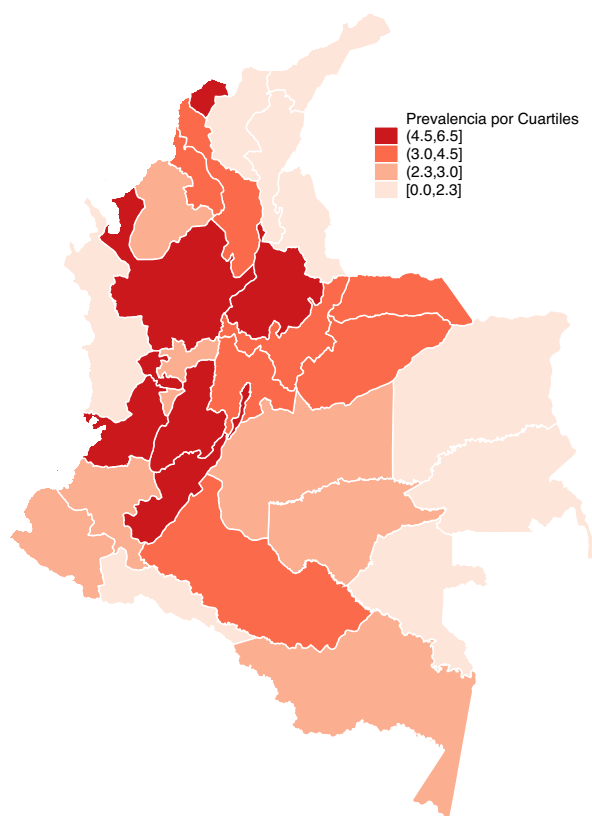 Prevalencia por Cuartiles
(4.5,6.5]
(3.0,4.5]
(2.3,3.0]
[0.0,2.3]